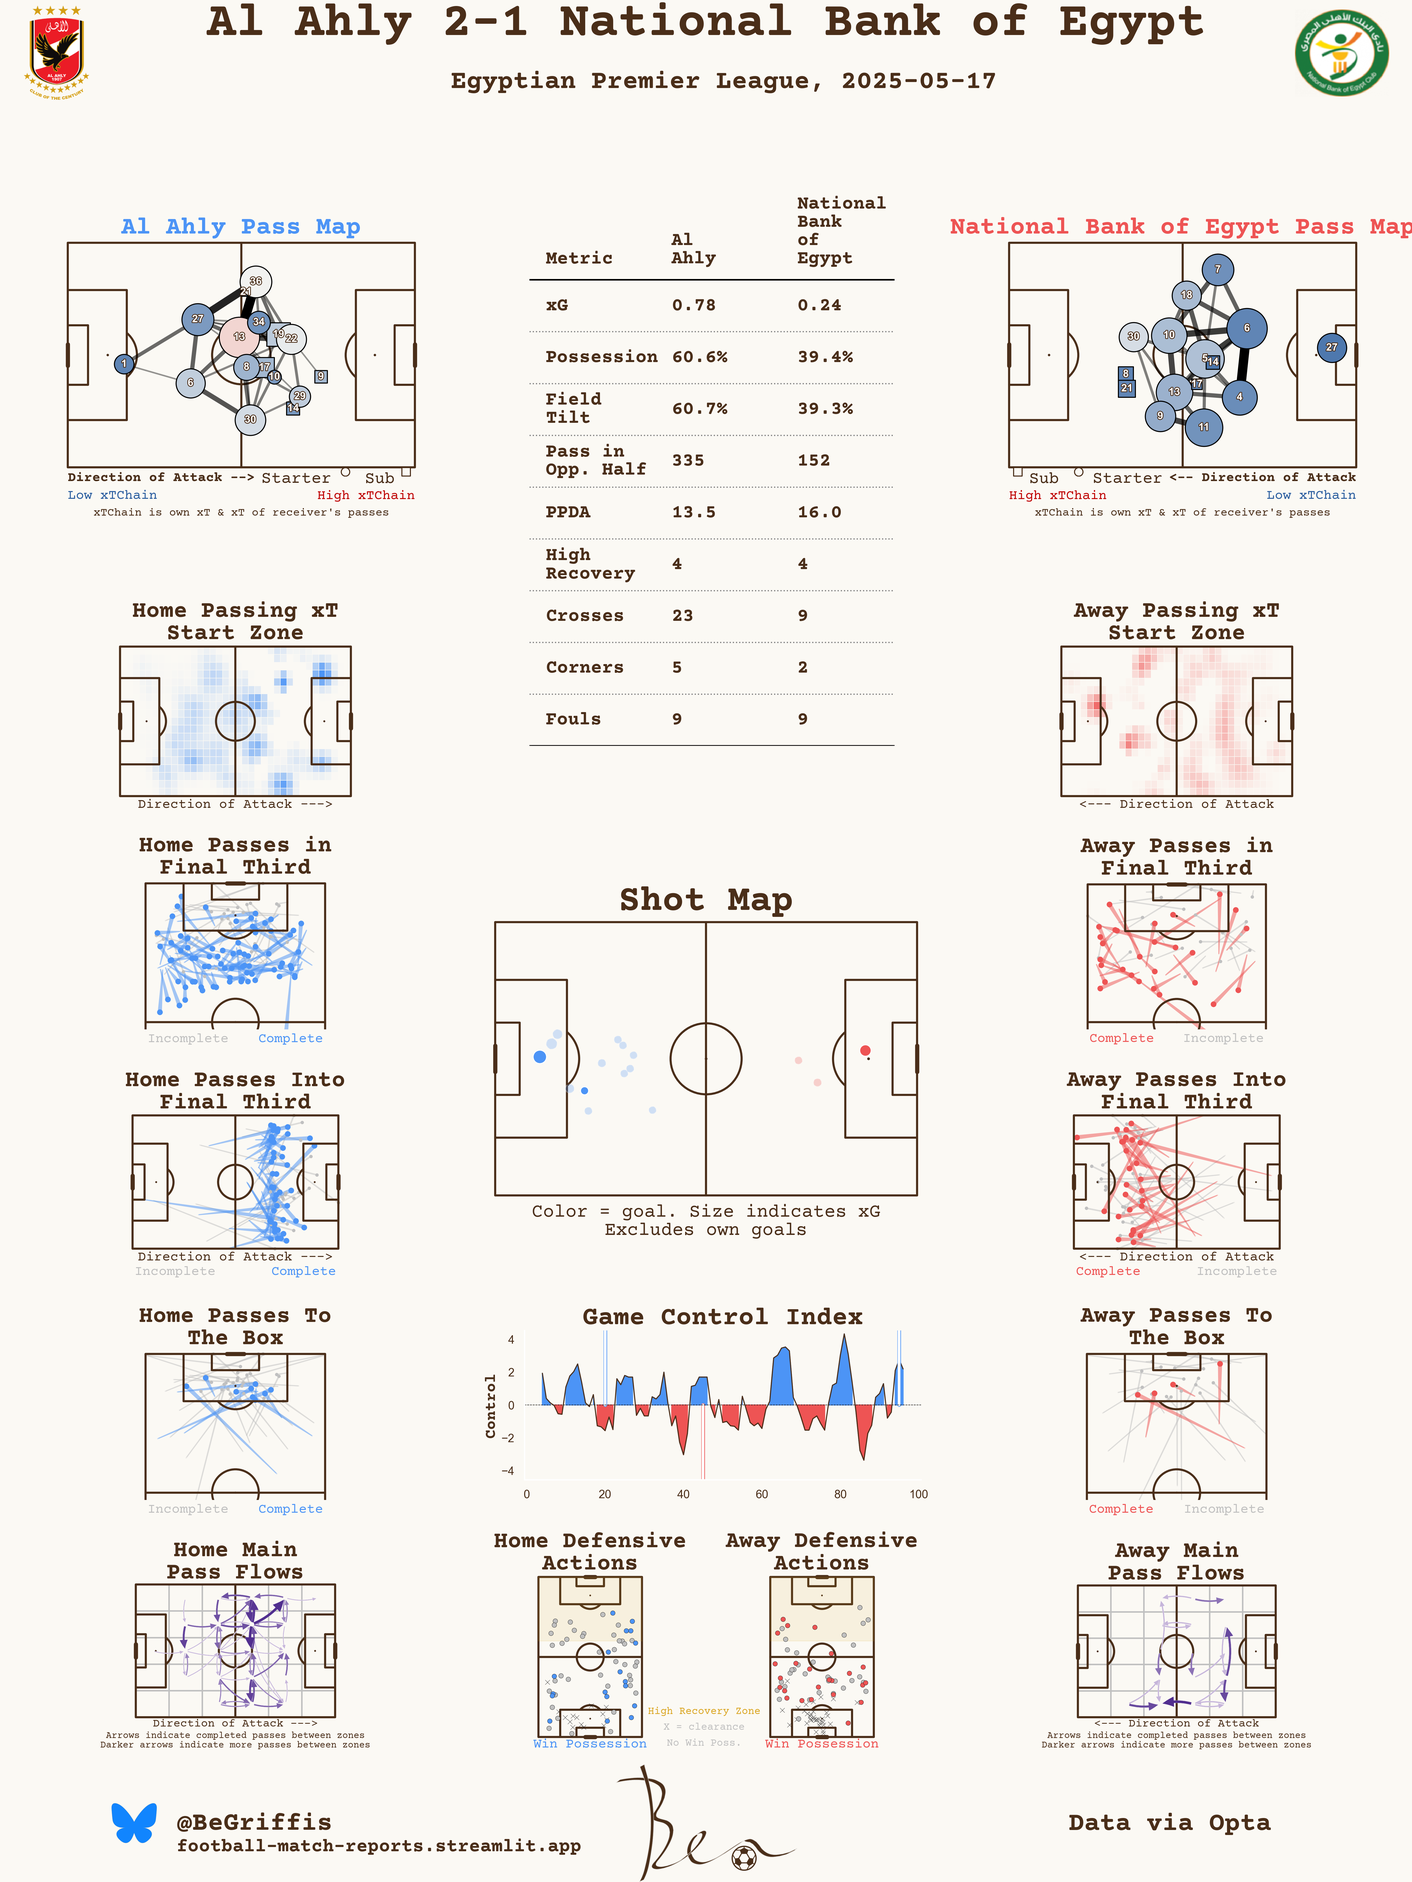 Al Ahly 2-1 National Bank of Egypt
Egyptian Premier League, 2025-05-17
AL AHLY
1907
CLUB OF THE CENTURY
نادي البنك الأهلي المصري
National Bank of Egypt Club
Al Ahly Pass Map
36
21
27
34
13
19
22
1
8
17
10
9
6
29
14
30
Direction of Attack --> Starter Sub
Low xTChain High xTChain
xTChain is own xT & xT of receiver's passes
Metric Al Ahly National Bank of Egypt
xG 0.78 0.24
Possession 60.6% 39.4%
Field Tilt 60.7% 39.3%
Pass in Opp. Half 335 152
PPDA 13.5 16.0
High Recovery 4 4
Crosses 23 9
Corners 5 2
Fouls 9 9
National Bank of Egypt Pass Map
7
18
6
30
10
27
5
14
8
17
21
13
4
9
11
Sub Starter <-- Direction of Attack
High xTChain Low xTChain
xTChain is own xT & xT of receiver's passes
Home Passing xT
Start Zone
Direction of Attack --->
Away Passing xT
Start Zone
<--- Direction of Attack
Home Passes in
Final Third
Incomplete Complete
Away Passes in
Final Third
Complete Incomplete
Shot Map
Color = goal. Size indicates xG
Excludes own goals
Home Passes Into
Final Third
Direction of Attack --->
Incomplete Complete
Away Passes Into
Final Third
<--- Direction of Attack
Complete Incomplete
Home Passes To
The Box
Incomplete Complete
Game Control Index
Control
4
2
0
−2
−4
0 20 40 60 80 100
Away Passes To
The Box
Complete Incomplete
Home Main
Pass Flows
Direction of Attack --->
Arrows indicate completed passes between zones
Darker arrows indicate more passes between zones
Home Defensive
Actions
Win Possession
High Recovery Zone
X = clearance
No Win Poss.
Away Defensive
Actions
Win Possession
Away Main
Pass Flows
<--- Direction of Attack
Arrows indicate completed passes between zones
Darker arrows indicate more passes between zones
@BeGriffis
football-match-reports.streamlit.app
Ben
Data via Opta